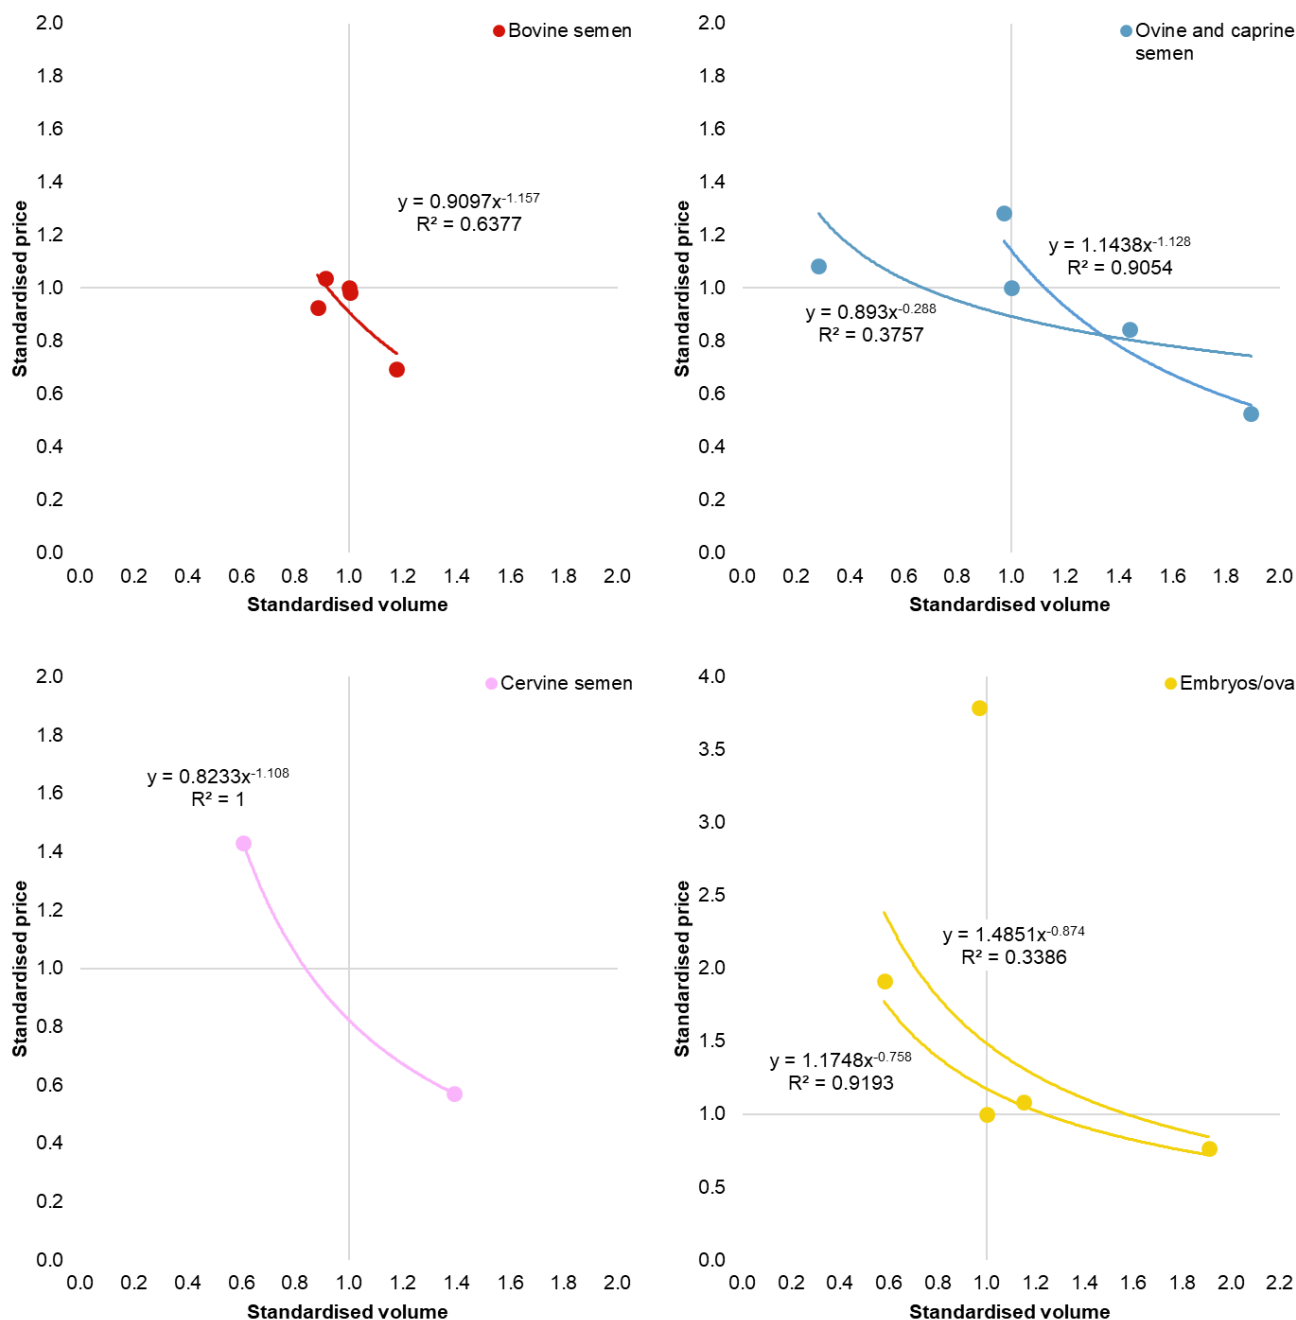 Bovine semen
2.0
1.8
1.6
1.4
1.2
1.0
0.8
0.6
0.4
0.2
0.0
Standardised price
y = 0.9097x^-1.157
R² = 0.6377
0.0 0.2 0.4 0.6 0.8 1.0 1.2 1.4 1.6 1.8 2.0
Standardised volume
Ovine and caprine
semen
2.0
1.8
1.6
1.4
1.2
1.0
0.8
0.6
0.4
0.2
0.0
Standardised price
y = 1.1438x^-1.128
R² = 0.9054
y = 0.893x^-0.288
R² = 0.3757
0.0 0.2 0.4 0.6 0.8 1.0 1.2 1.4 1.6 1.8 2.0
Standardised volume
Cervine semen
2.0
1.8
1.6
1.4
1.2
1.0
0.8
0.6
0.4
0.2
0.0
Standardised price
y = 0.8233x^-1.108
R² = 1
0.0 0.2 0.4 0.6 0.8 1.0 1.2 1.4 1.6 1.8 2.0
Standardised volume
Embryos/ova
4.0
3.5
3.0
2.5
2.0
1.5
1.0
0.5
0.0
Standardised price
y = 1.4851x^-0.874
R² = 0.3386
y = 1.1748x^-0.758
R² = 0.9193
0.0 0.2 0.4 0.6 0.8 1.0 1.2 1.4 1.6 1.8 2.0 2.2
Standardised volume